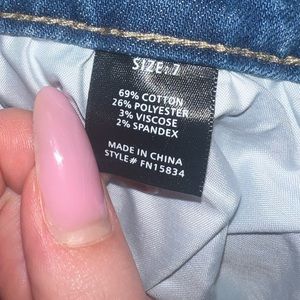 SIZE: 7
69% COTTON
26% POLYESTER
3% VISCOSE
2% SPANDEX
MADE IN CHINA
STYLE# FN15834